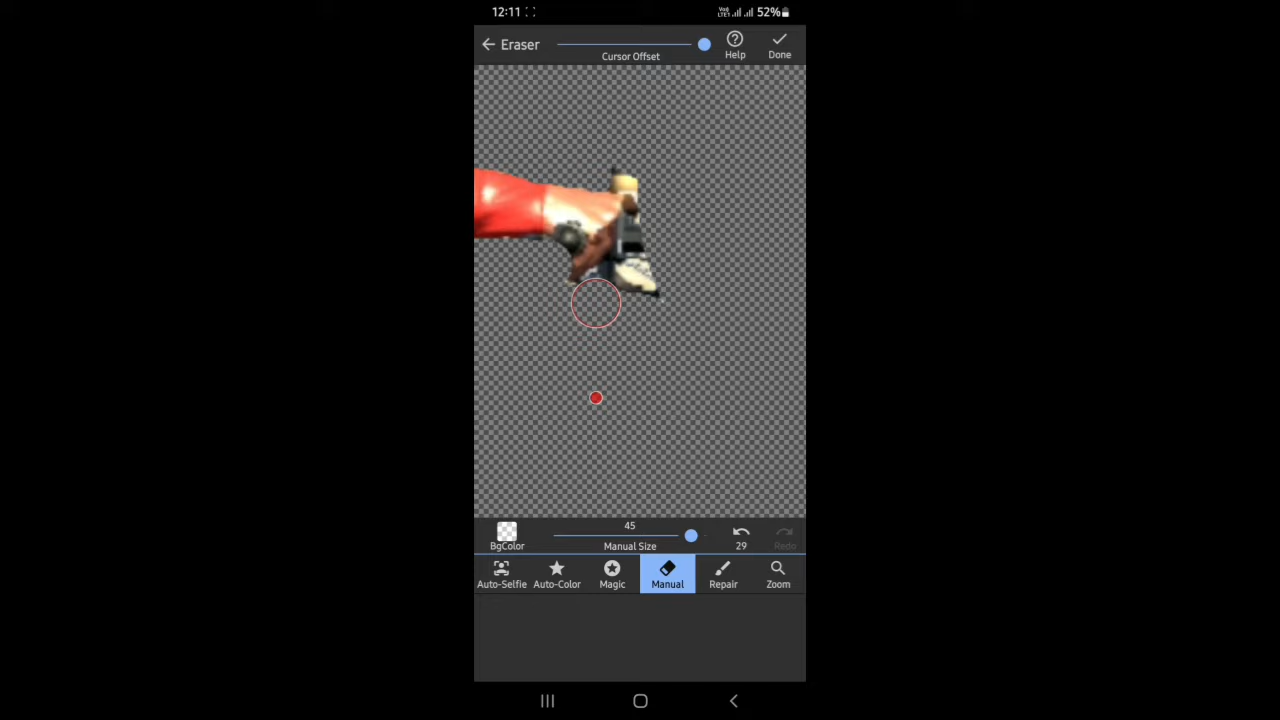 12:11 52%
Eraser
Cursor Offset
Help
Done
45
BgColor
Manual Size
29
Redo
Auto-Selfie
Auto-Color
Magic
Manual
Repair
Zoom